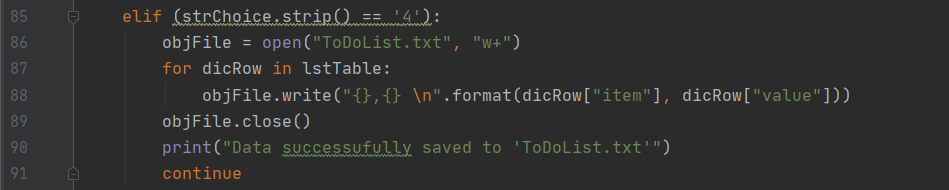 85 elif (strChoice.strip() == '4'):
86 objFile = open("ToDoList.txt", "w+")
87 for dicRow in lstTable:
88 objFile.write("{},{} \n".format(dicRow["item"], dicRow["value"]))
89 objFile.close()
90 print("Data successufully saved to 'ToDoList.txt'")
91 continue